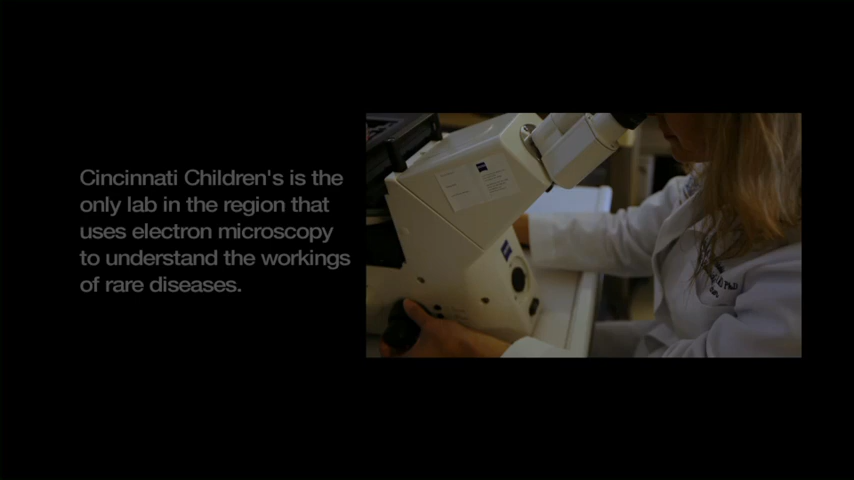 Cincinnati Children's is the
only lab in the region that
uses electron microscopy
to understand the workings
of rare diseases.